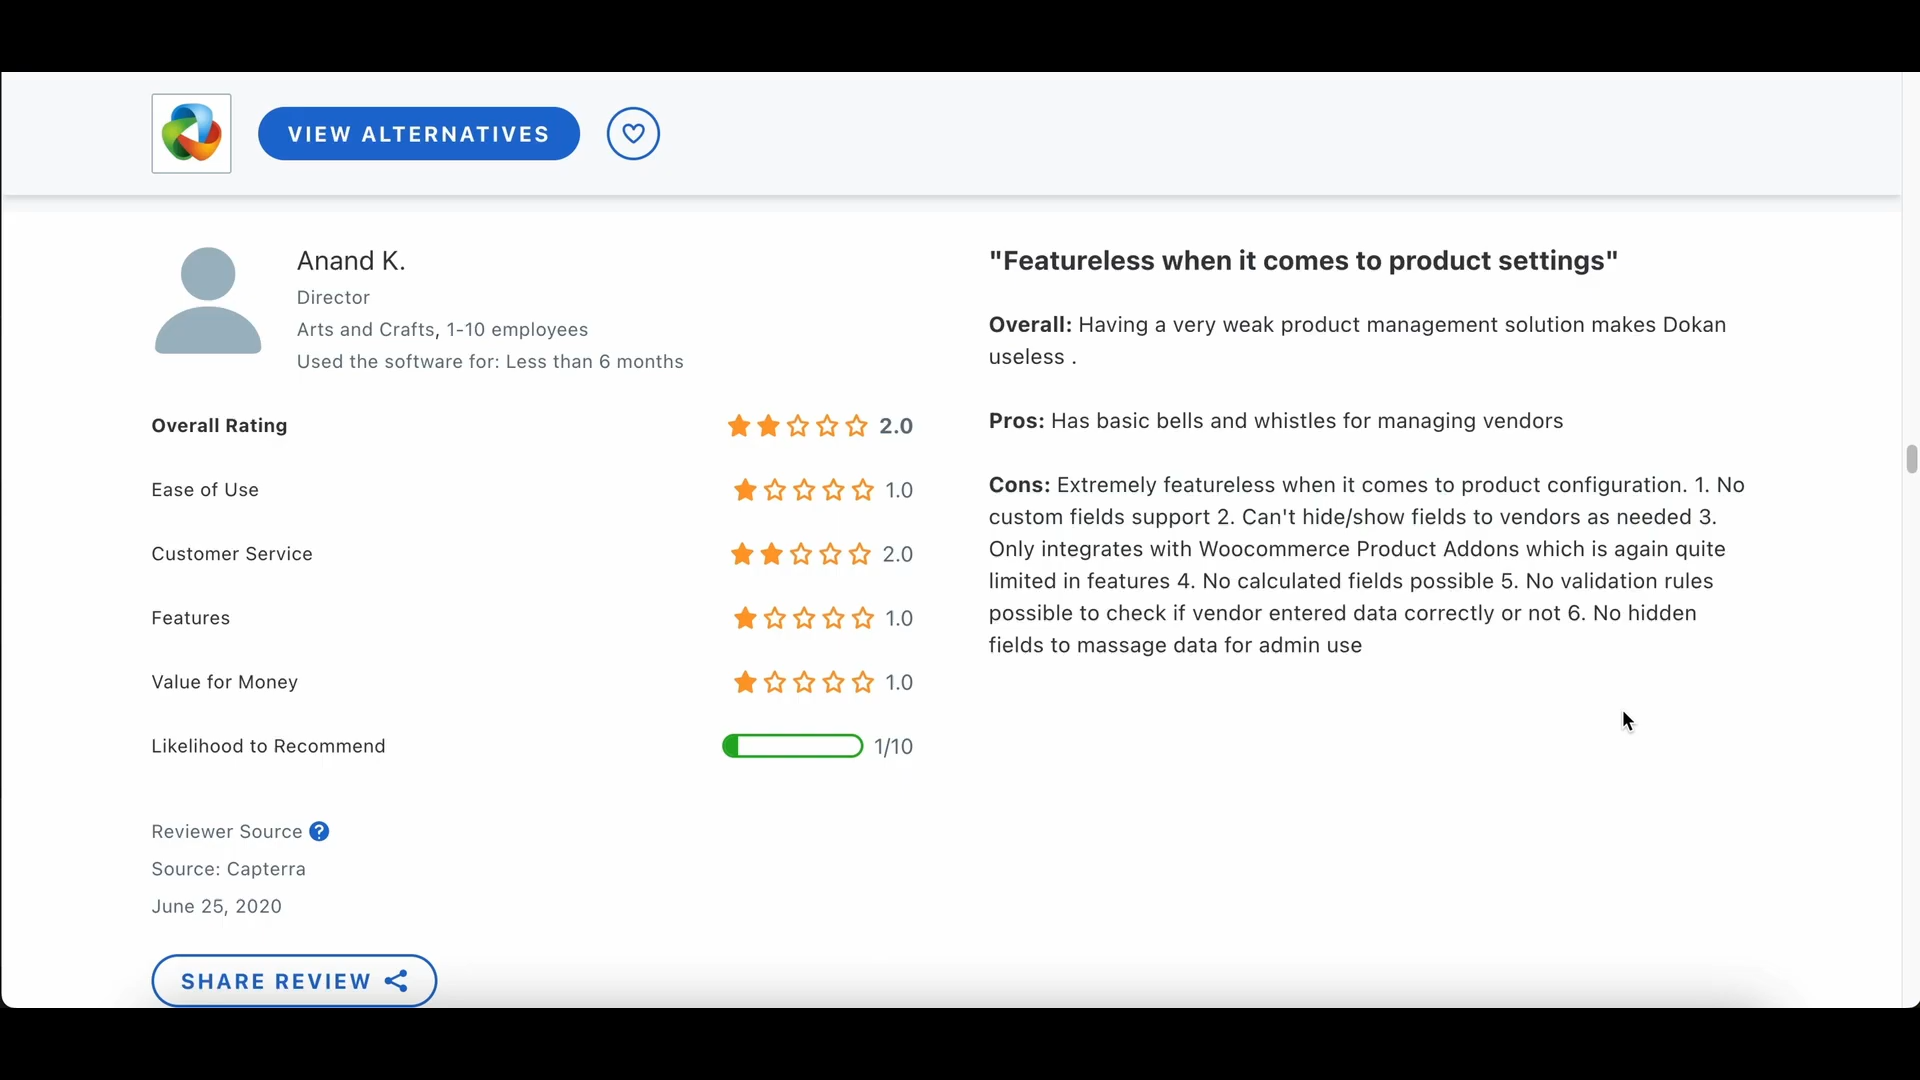 VIEW ALTERNATIVES
Anand K.
Director
Arts and Crafts, 1-10 employees
Used the software for: Less than 6 months
Overall Rating 2.0
Ease of Use 1.0
Customer Service 2.0
Features 1.0
Value for Money 1.0
Likelihood to Recommend 1/10
Reviewer Source ?
Source: Capterra
June 25, 2020
SHARE REVIEW
"Featureless when it comes to product settings"
Overall: Having a very weak product management solution makes Dokan
useless .
Pros: Has basic bells and whistles for managing vendors
Cons: Extremely featureless when it comes to product configuration. 1. No
custom fields support 2. Can't hide/show fields to vendors as needed 3.
Only integrates with Woocommerce Product Addons which is again quite
limited in features 4. No calculated fields possible 5. No validation rules
possible to check if vendor entered data correctly or not 6. No hidden
fields to massage data for admin use